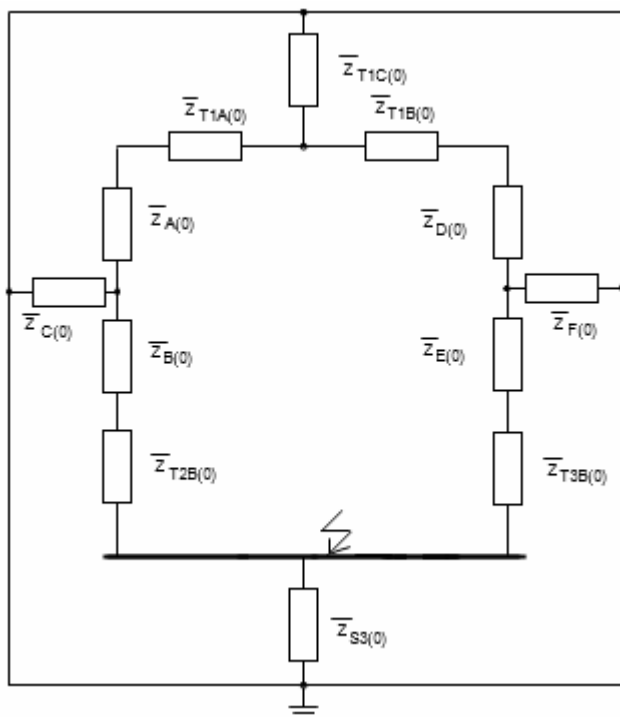 z̅T1C(0)
z̅T1A(0)
z̅T1B(0)
z̅A(0)
z̅D(0)
z̅C(0)
z̅F(0)
z̅B(0)
z̅E(0)
z̅T2B(0)
z̅T3B(0)
z̅S3(0)